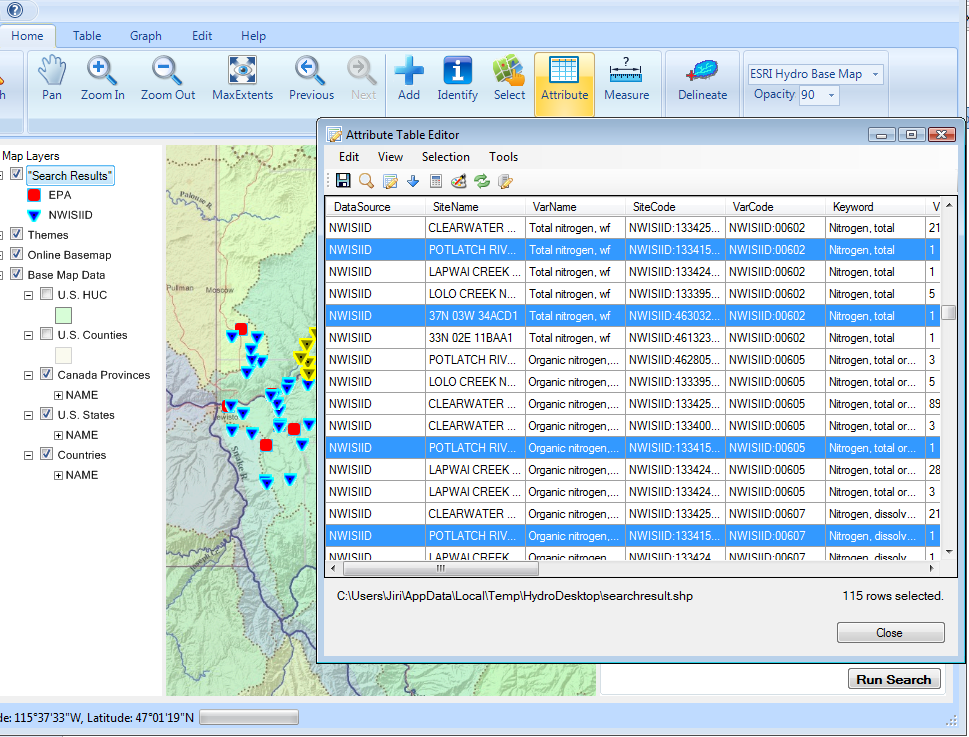 Home Table Graph Edit Help
Pan Zoom In Zoom Out MaxExtents Previous Next Add Identify Select Attribute Measure Delineate
ESRI Hydro Base Map
Opacity 90
Map Layers
"Search Results"
EPA
NWISIID
Themes
Online Basemap
Base Map Data
U.S. HUC
U.S. Counties
Canada Provinces
NAME
U.S. States
NAME
Countries
NAME
Palouse R
Pullman Moscow
Snake R
Attribute Table Editor
Edit View Selection Tools
DataSource SiteName VarName SiteCode VarCode Keyword V
NWISIID CLEARWATER ... Total nitrogen, wf NWISIID:133425... NWISIID:00602 Nitrogen, total 21
NWISIID POTLATCH RIV... Total nitrogen, wf NWISIID:133415... NWISIID:00602 Nitrogen, total 1
NWISIID LAPWAI CREEK ... Total nitrogen, wf NWISIID:133424... NWISIID:00602 Nitrogen, total 1
NWISIID LOLO CREEK N... Total nitrogen, wf NWISIID:133395... NWISIID:00602 Nitrogen, total 5
NWISIID 37N 03W 34ACD1 Total nitrogen, wf NWISIID:463032... NWISIID:00602 Nitrogen, total 1
NWISIID 33N 02E 11BAA1 Total nitrogen, wf NWISIID:461323... NWISIID:00602 Nitrogen, total 1
NWISIID POTLATCH RIV... Organic nitrogen,... NWISIID:462805... NWISIID:00605 Nitrogen, total or... 3
NWISIID LOLO CREEK N... Organic nitrogen,... NWISIID:133395... NWISIID:00605 Nitrogen, total or... 5
NWISIID CLEARWATER ... Organic nitrogen,... NWISIID:133425... NWISIID:00605 Nitrogen, total or... 89
NWISIID CLEARWATER ... Organic nitrogen,... NWISIID:133400... NWISIID:00605 Nitrogen, total or... 3
NWISIID POTLATCH RIV... Organic nitrogen,... NWISIID:133415... NWISIID:00605 Nitrogen, total or... 1
NWISIID LAPWAI CREEK ... Organic nitrogen,... NWISIID:133424... NWISIID:00605 Nitrogen, total or... 28
NWISIID LAPWAI CREEK ... Organic nitrogen,... NWISIID:133424... NWISIID:00605 Nitrogen, total or... 3
NWISIID CLEARWATER ... Organic nitrogen,... NWISIID:133425... NWISIID:00607 Nitrogen, dissolv... 21
NWISIID POTLATCH RIV... Organic nitrogen,... NWISIID:133415... NWISIID:00607 Nitrogen, dissolv... 1
NWISIID LAPWAI CREEK Organic nitrogen NWISIID:133424 NWISIID:00607 Nitrogen, dissolv 1
C:\Users\Jiri\AppData\Local\Temp\HydroDesktop\searchresult.shp 115 rows selected.
Close
Run Search
de: 115°37'33"W, Latitude: 47°01'19"N